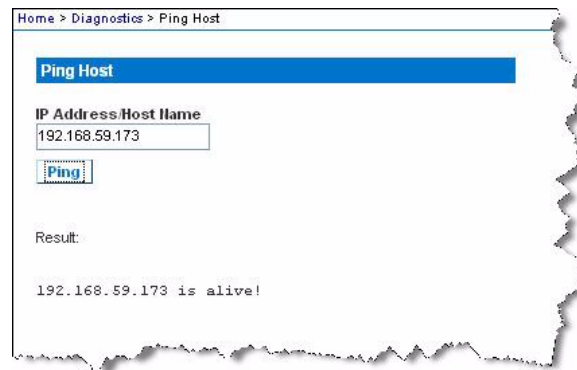 Home > Diagnostics > Ping Host
Ping Host
IP Address/Host Name
192.168.59.173
Ping
Result:
192.168.59.173 is alive!